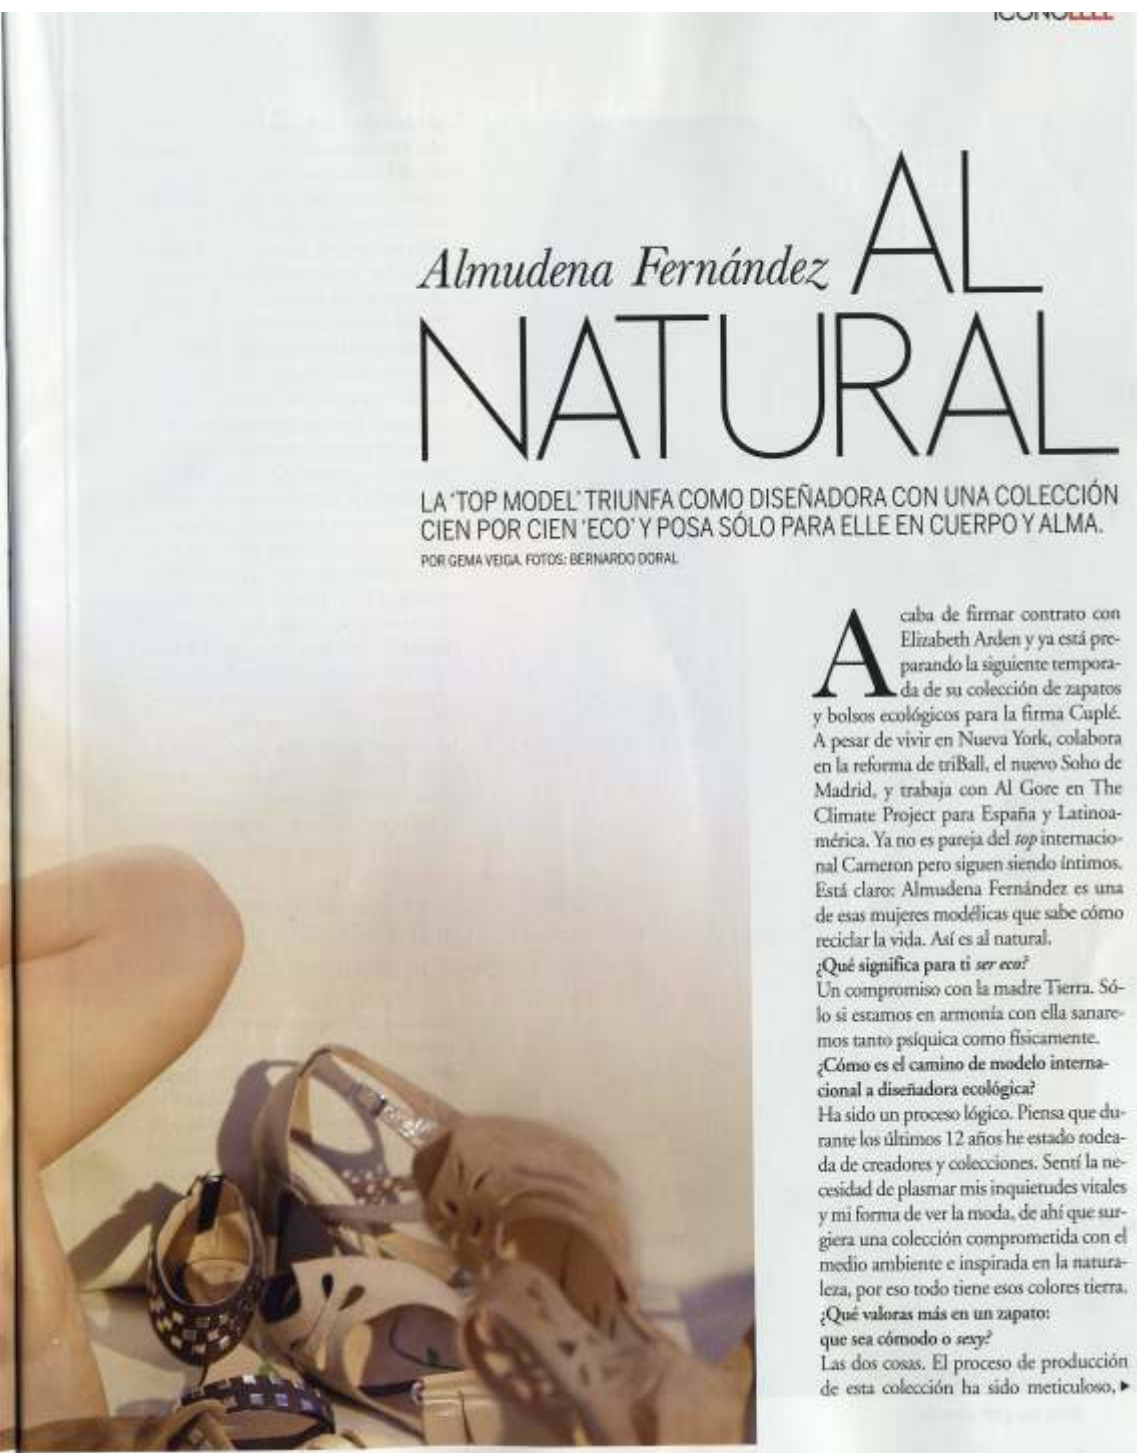 ICONOELLE
Almudena Fernández AL
NATURAL
LA 'TOP MODEL' TRIUNFA COMO DISEÑADORA CON UNA COLECCIÓN
CIEN POR CIEN 'ECO' Y POSA SÓLO PARA ELLE EN CUERPO Y ALMA.
POR GEMA VEIGA. FOTOS: BERNARDO DORAL
Acaba de firmar contrato con
Elizabeth Arden y ya está pre-
parando la siguiente tempora-
da de su colección de zapatos
y bolsos ecológicos para la firma Cuplé.
A pesar de vivir en Nueva York, colabora
en la reforma de triBall, el nuevo Soho de
Madrid, y trabaja con Al Gore en The
Climate Project para España y Latinoa-
mérica. Ya no es pareja del top internacio-
nal Cameron pero siguen siendo íntimos.
Está claro: Almudena Fernández es una
de esas mujeres modélicas que sabe cómo
reciclar la vida. Así es al natural.
¿Qué significa para ti ser eco?
Un compromiso con la madre Tierra. Só-
lo si estamos en armonía con ella sanare-
mos tanto psíquica como físicamente.
¿Cómo es el camino de modelo interna-
cional a diseñadora ecológica?
Ha sido un proceso lógico. Piensa que du-
rante los últimos 12 años he estado rodea-
da de creadores y colecciones. Sentí la ne-
cesidad de plasmar mis inquietudes vitales
y mi forma de ver la moda, de ahí que sur-
giera una colección comprometida con el
medio ambiente e inspirada en la natura-
leza, por eso todo tiene esos colores tierra.
¿Qué valoras más en un zapato:
que sea cómodo o sexy?
Las dos cosas. El proceso de producción
de esta colección ha sido meticuloso, ▶